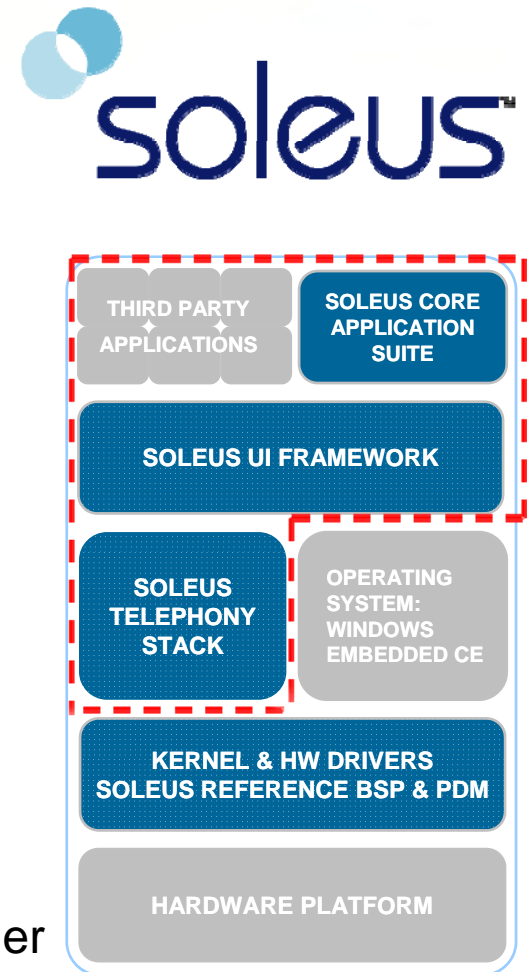 soleus™
THIRD PARTY
APPLICATIONS
SOLEUS CORE
APPLICATION
SUITE
SOLEUS UI FRAMEWORK
SOLEUS
TELEPHONY
STACK
OPERATING
SYSTEM:
WINDOWS
EMBEDDED CE
KERNEL & HW DRIVERS
SOLEUS REFERENCE BSP & PDM
HARDWARE PLATFORM
er